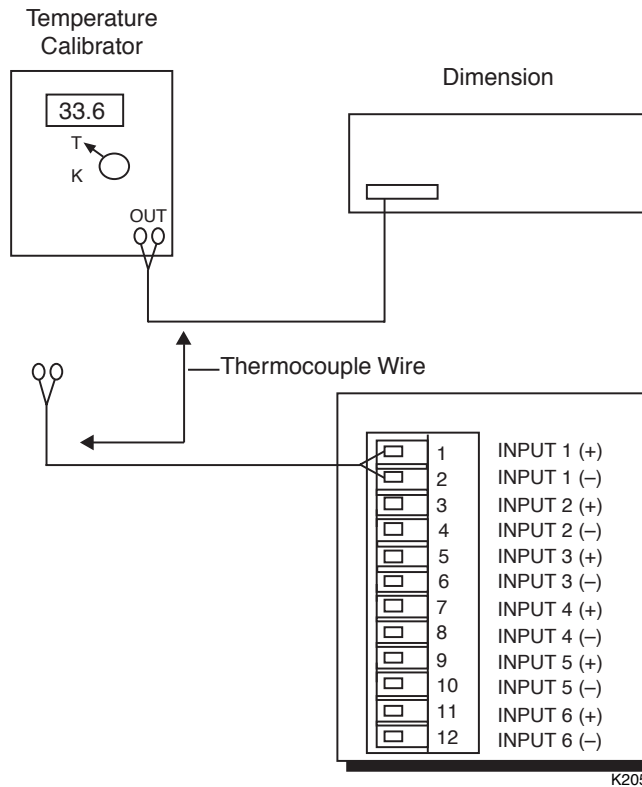 Temperature
Calibrator
Dimension
33.6
T
K
OUT
Thermocouple Wire
1 INPUT 1 (+)
2 INPUT 1 (–)
3 INPUT 2 (+)
4 INPUT 2 (–)
5 INPUT 3 (+)
6 INPUT 3 (–)
7 INPUT 4 (+)
8 INPUT 4 (–)
9 INPUT 5 (+)
10 INPUT 5 (–)
11 INPUT 6 (+)
12 INPUT 6 (–)
K205